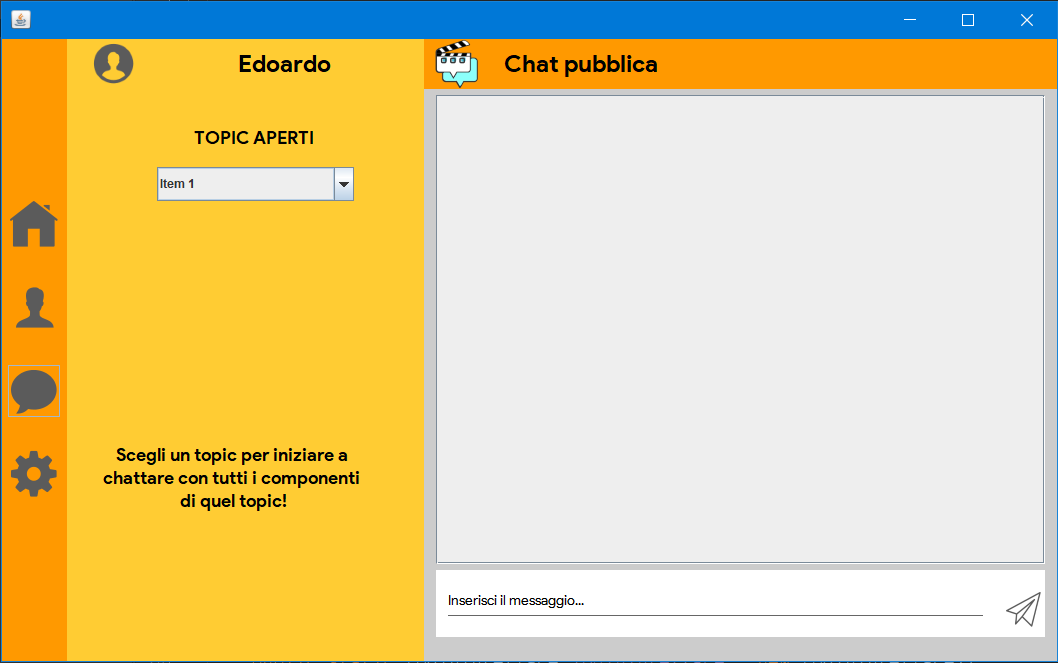 Edoardo
Chat pubblica
TOPIC APERTI
Item 1
Scegli un topic per iniziare a
chattare con tutti i componenti
di quel topic!
Inserisci il messaggio...